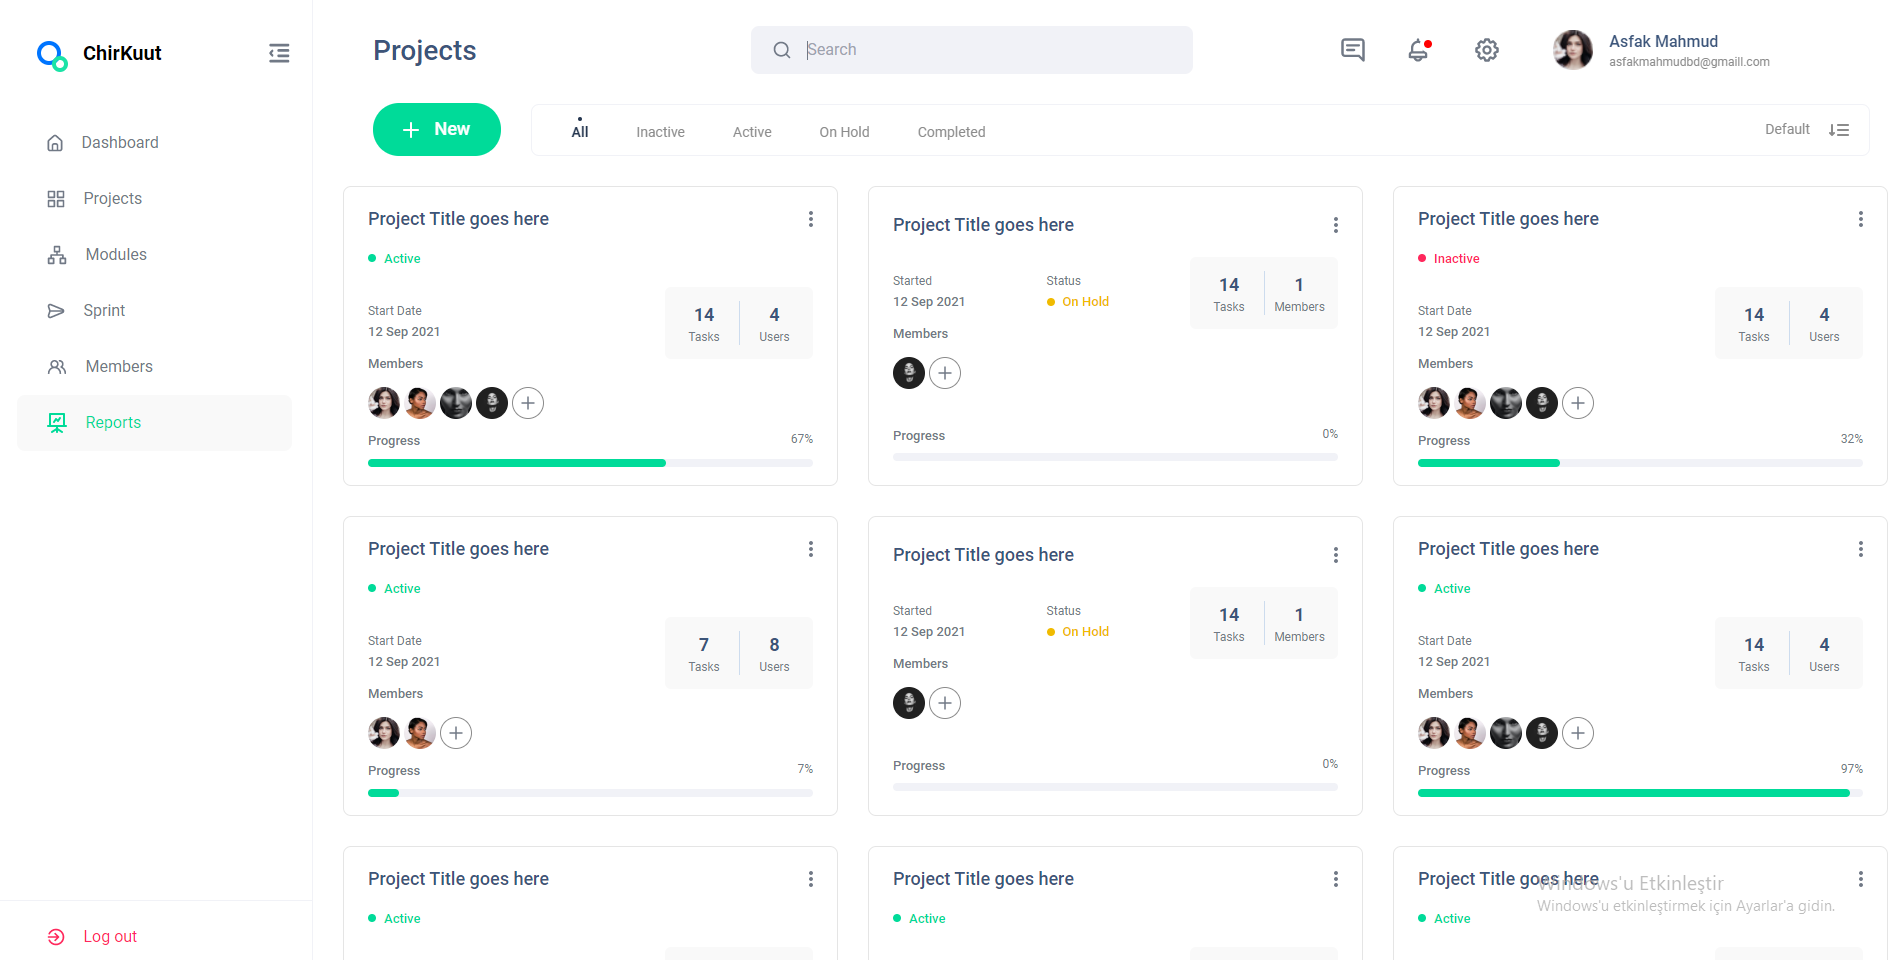 ChirKuut
Projects
Search
Asfak Mahmud
asfakmahmudbd@gmaill.com
Dashboard
Projects
Modules
Sprint
Members
Reports
Log out
New
All Inactive Active On Hold Completed
Default
Project Title goes here
Active
Start Date
12 Sep 2021
14 4
Tasks Users
Members
Progress 67%
Project Title goes here
Started Status
12 Sep 2021 On Hold
14 1
Tasks Members
Members
Progress 0%
Project Title goes here
Inactive
Start Date
12 Sep 2021
14 4
Tasks Users
Members
Progress 32%
Project Title goes here
Active
Start Date
12 Sep 2021
7 8
Tasks Users
Members
Progress 7%
Project Title goes here
Started Status
12 Sep 2021 On Hold
14 1
Tasks Members
Members
Progress 0%
Project Title goes here
Active
Start Date
12 Sep 2021
14 4
Tasks Users
Members
Progress 97%
Project Title goes here
Active
Project Title goes here
Active
Project Title goes here
Active
Windows'u Etkinleştir
Windows'u etkinleştirmek için Ayarlar'a gidin.